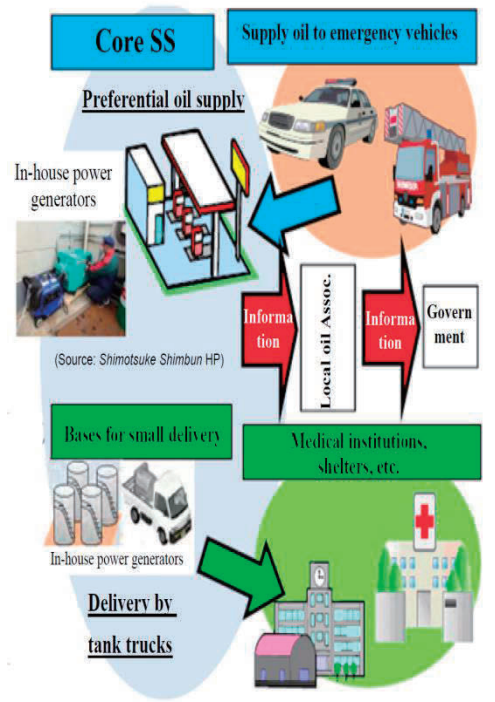 Core SS
Supply oil to emergency vehicles
Preferential oil supply
In-house power
generators
(Source: Shimotsuke Shimbun HP)
Informa
tion
Local oil Assoc.
Informa
tion
Govern
ment
Bases for small delivery
Medical institutions,
shelters, etc.
In-house power generators
Delivery by
tank trucks